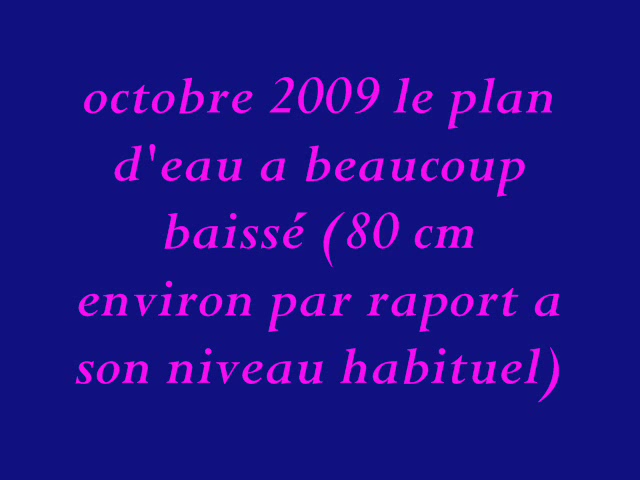 octobre 2009 le plan
d'eau a beaucoup
baissé (80 cm
environ par raport a
son niveau habituel)